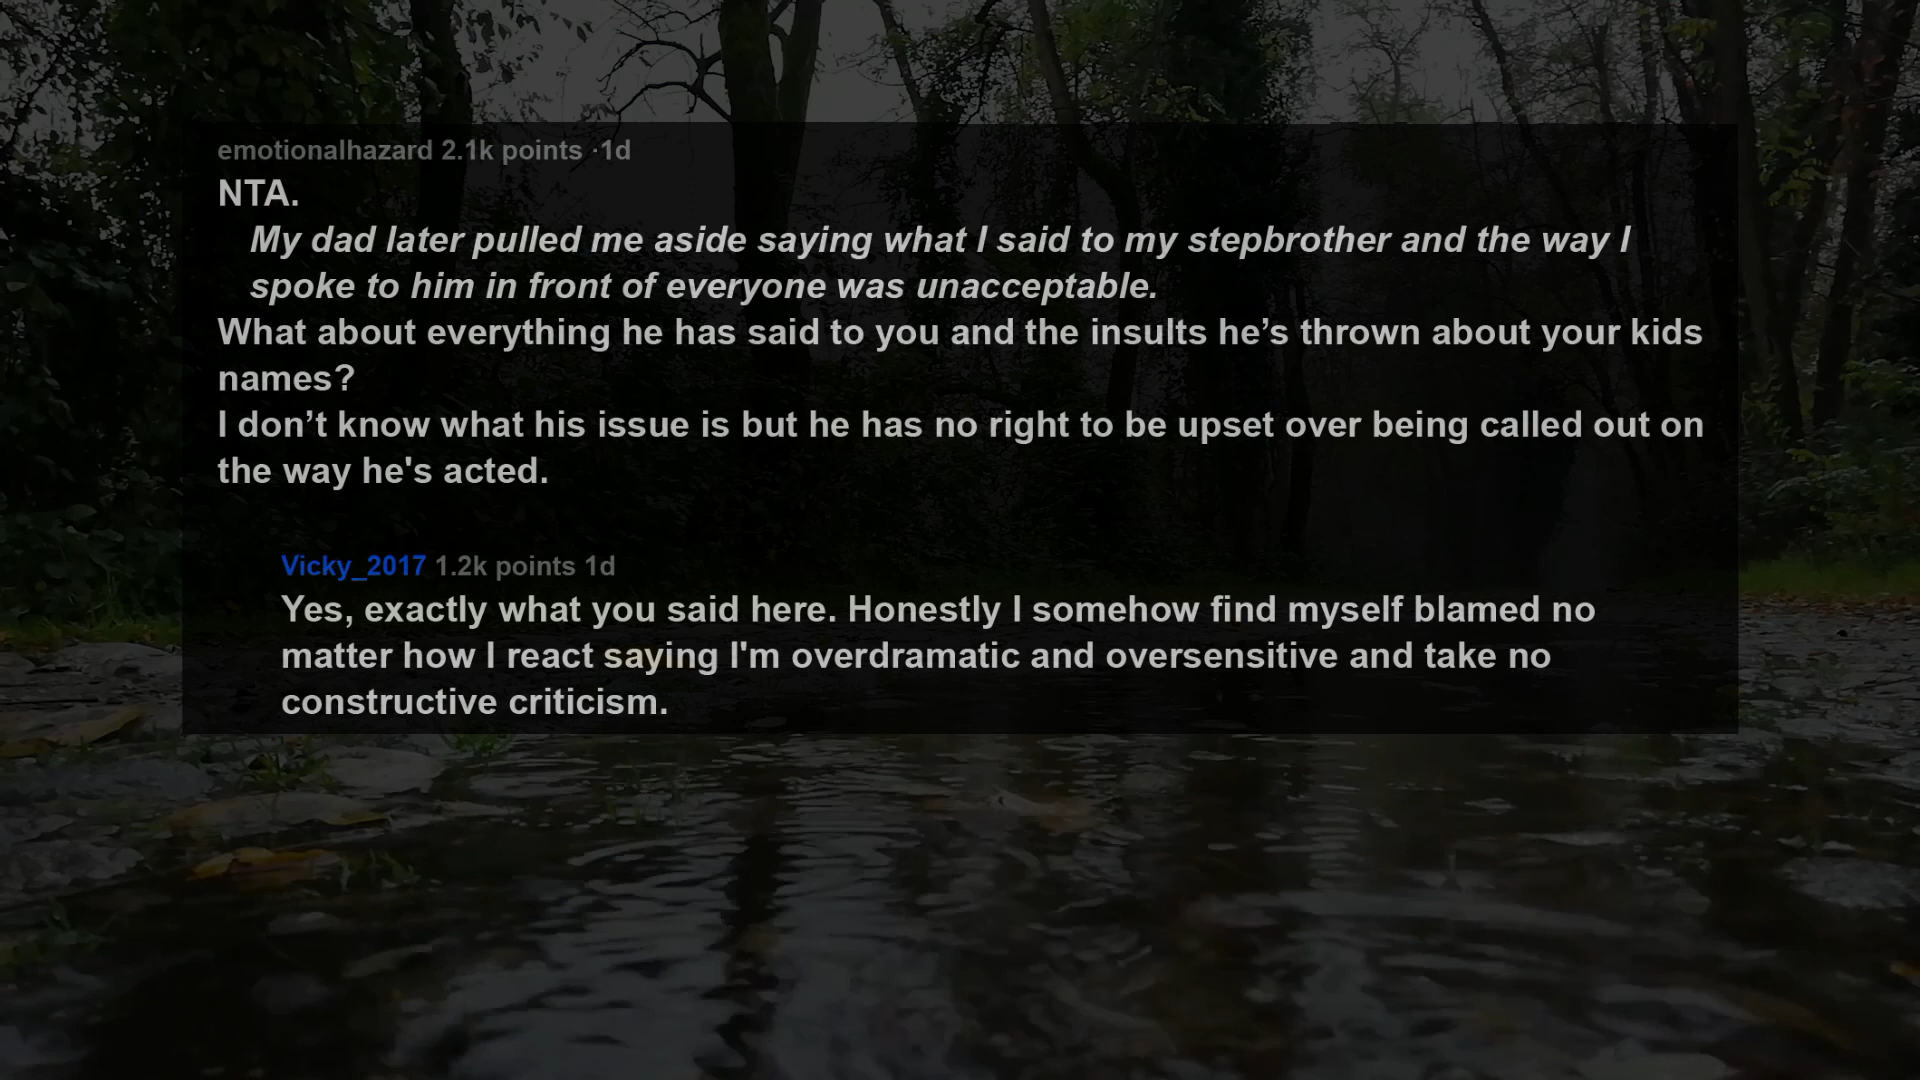 emotionalhazard 2.1k points ·1d
NTA.
My dad later pulled me aside saying what I said to my stepbrother and the way I
spoke to him in front of everyone was unacceptable.
What about everything he has said to you and the insults he’s thrown about your kids
names?
I don’t know what his issue is but he has no right to be upset over being called out on
the way he's acted.
Vicky_2017 1.2k points 1d
Yes, exactly what you said here. Honestly I somehow find myself blamed no
matter how I react saying I'm overdramatic and oversensitive and take no
constructive criticism.